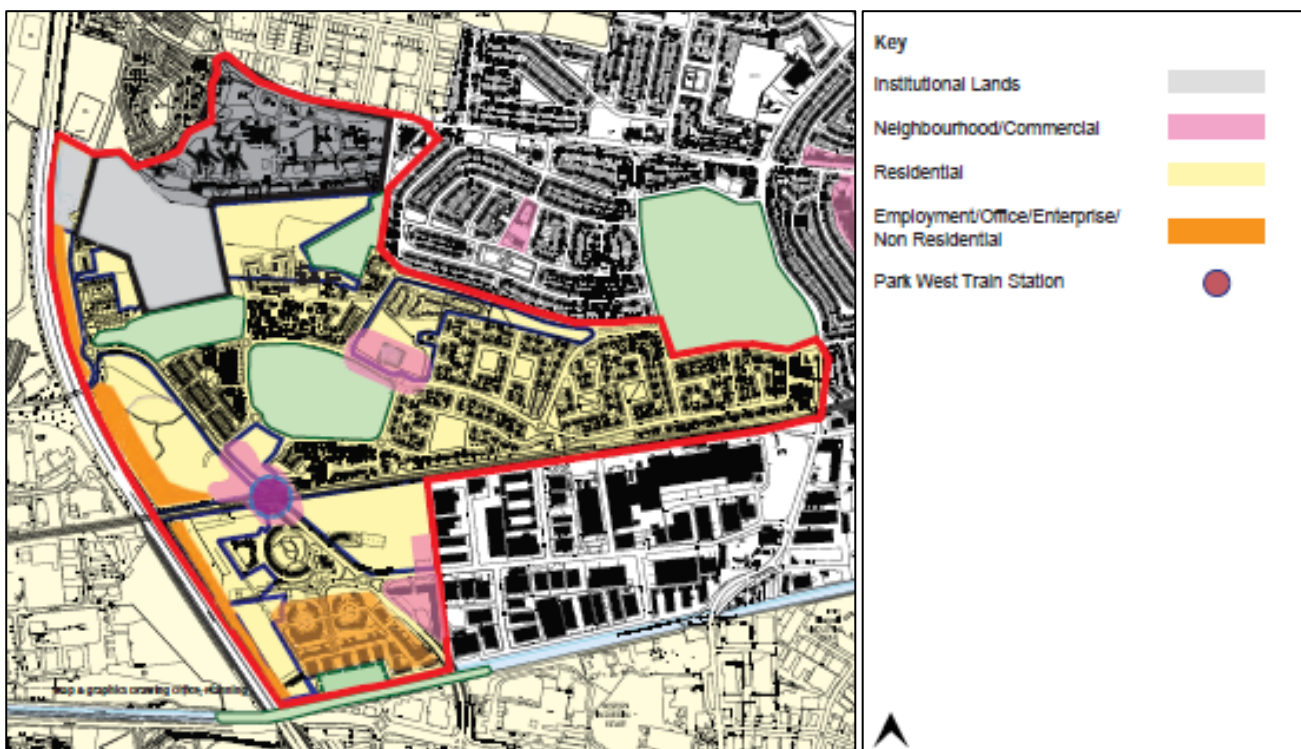 Key
Institutional Lands
Neighbourhood/Commercial
Residential
Employment/Office/Enterprise/
Non Residential
Park West Train Station